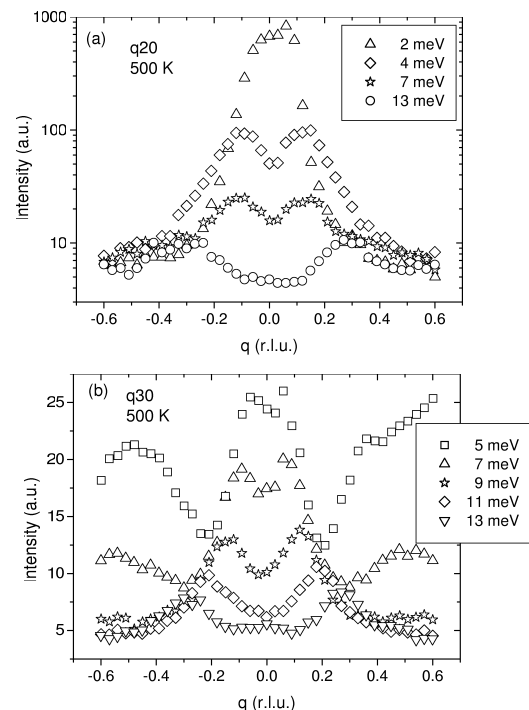 (a)
q20
500 K
2 meV
4 meV
7 meV
13 meV
1000
100
10
Intensity (a.u.)
-0.6 -0.4 -0.2 0.0 0.2 0.4 0.6
q (r.l.u.)
(b)
q30
500 K
5 meV
7 meV
9 meV
11 meV
13 meV
25
20
15
10
5
Intensity (a.u.)
-0.6 -0.4 -0.2 0.0 0.2 0.4 0.6
q (r.l.u.)